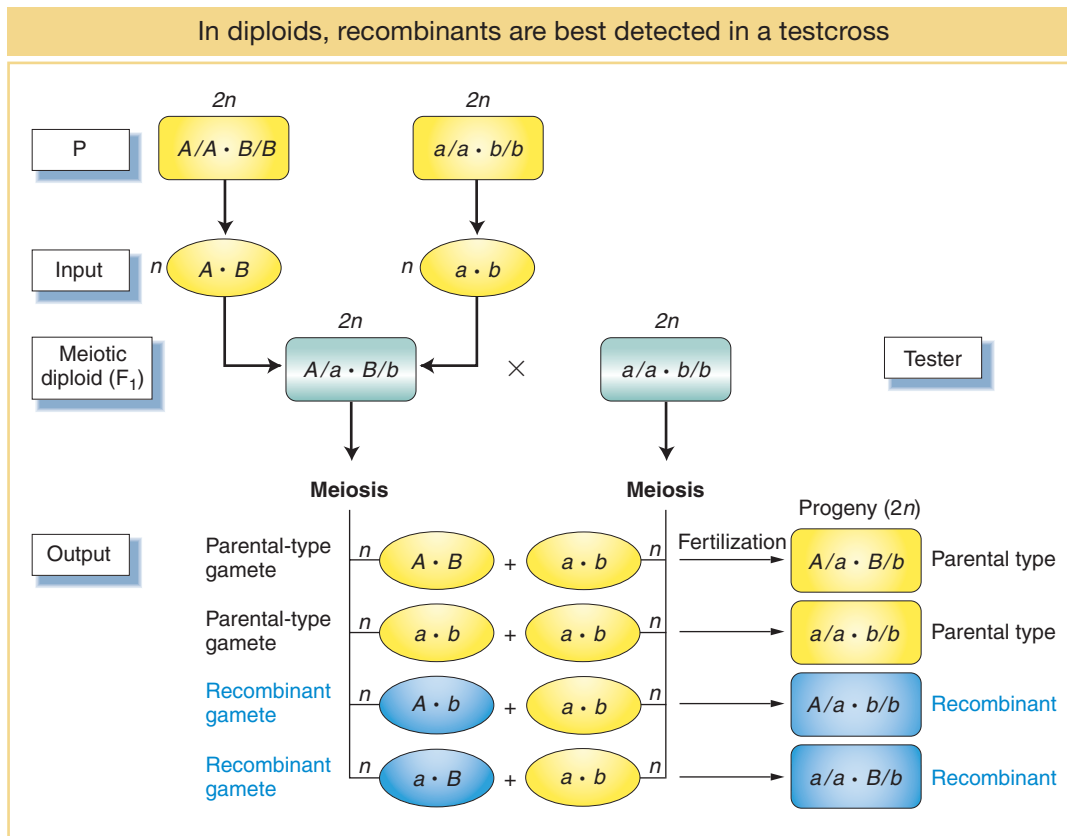 In diploids, recombinants are best detected in a testcross
2n 2n
P A/A • B/B a/a • b/b
Input n A • B n a • b
2n 2n
Meiotic
diploid (F₁) A/a • B/b × a/a • b/b Tester
Meiosis Meiosis
Progeny (2n)
Output
Parental-type
gamete n A • B + a • b n Fertilization A/a • B/b Parental type
Parental-type
gamete n a • b + a • b n a/a • b/b Parental type
Recombinant
gamete n A • b + a • b n A/a • b/b Recombinant
Recombinant
gamete n a • B + a • b n a/a • B/b Recombinant